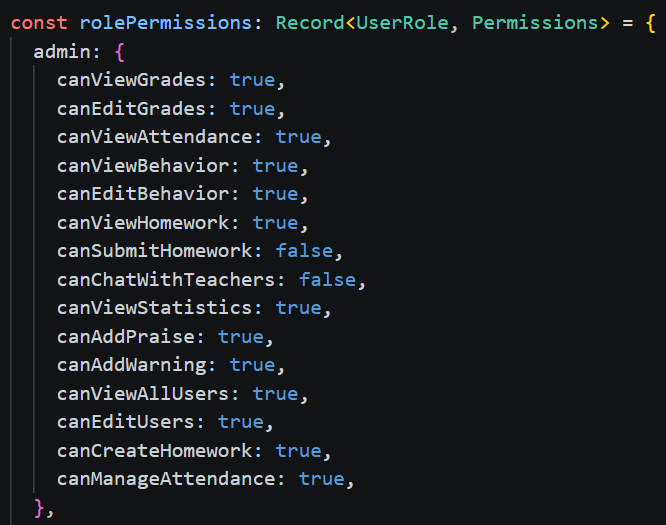 const rolePermissions: Record<UserRole, Permissions> = {
  admin: {
    canViewGrades: true,
    canEditGrades: true,
    canViewAttendance: true,
    canViewBehavior: true,
    canEditBehavior: true,
    canViewHomework: true,
    canSubmitHomework: false,
    canChatWithTeachers: false,
    canViewStatistics: true,
    canAddPraise: true,
    canAddWarning: true,
    canViewAllUsers: true,
    canEditUsers: true,
    canCreateHomework: true,
    canManageAttendance: true,
  },